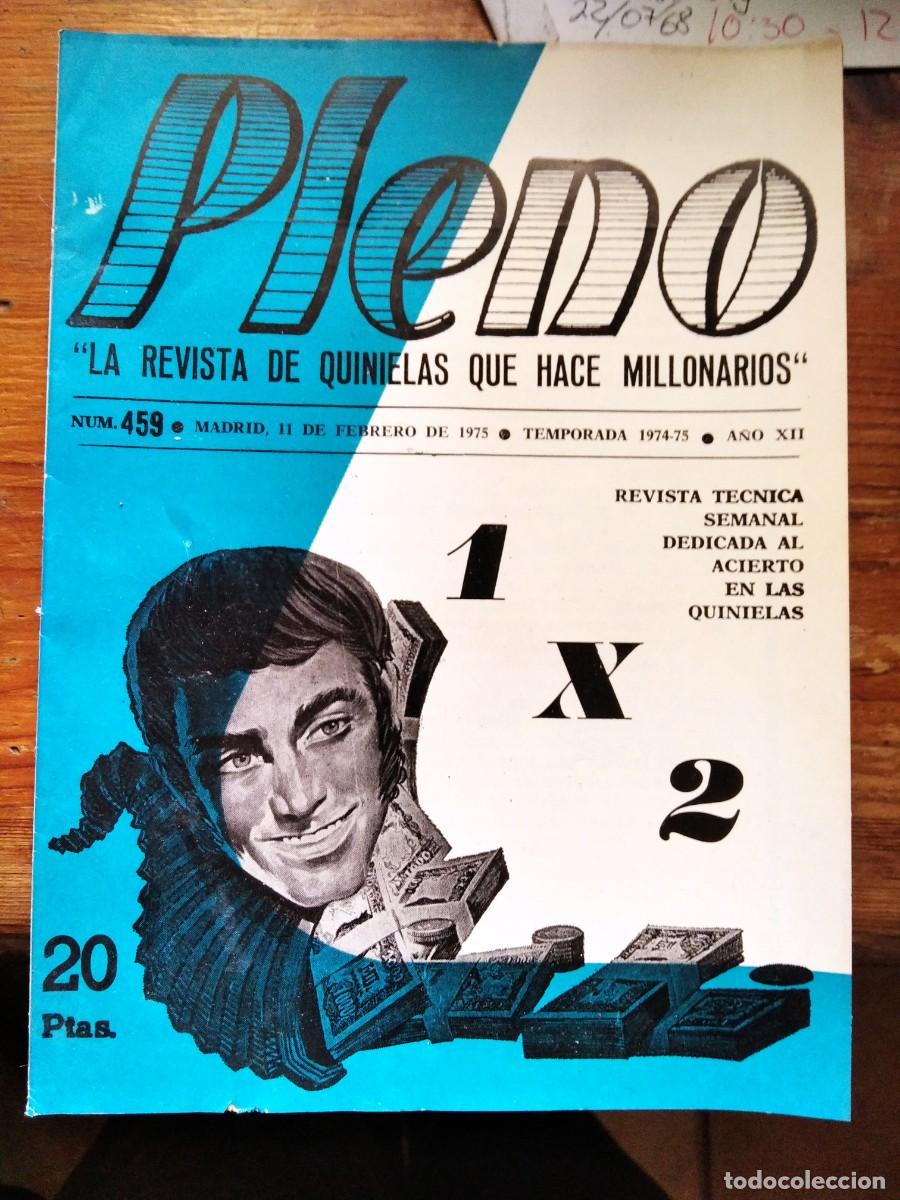 22/07/68 10:30 - 12
Pleno
"LA REVISTA DE QUINIELAS QUE HACE MILLONARIOS"
NUM. 459 • MADRID, 11 DE FEBRERO DE 1975 • TEMPORADA 1974-75 • AÑO XII
REVISTA TECNICA
SEMANAL
DEDICADA AL
ACIERTO
EN LAS
QUINIELAS
1
X
2
20
Ptas.
todocoleccion